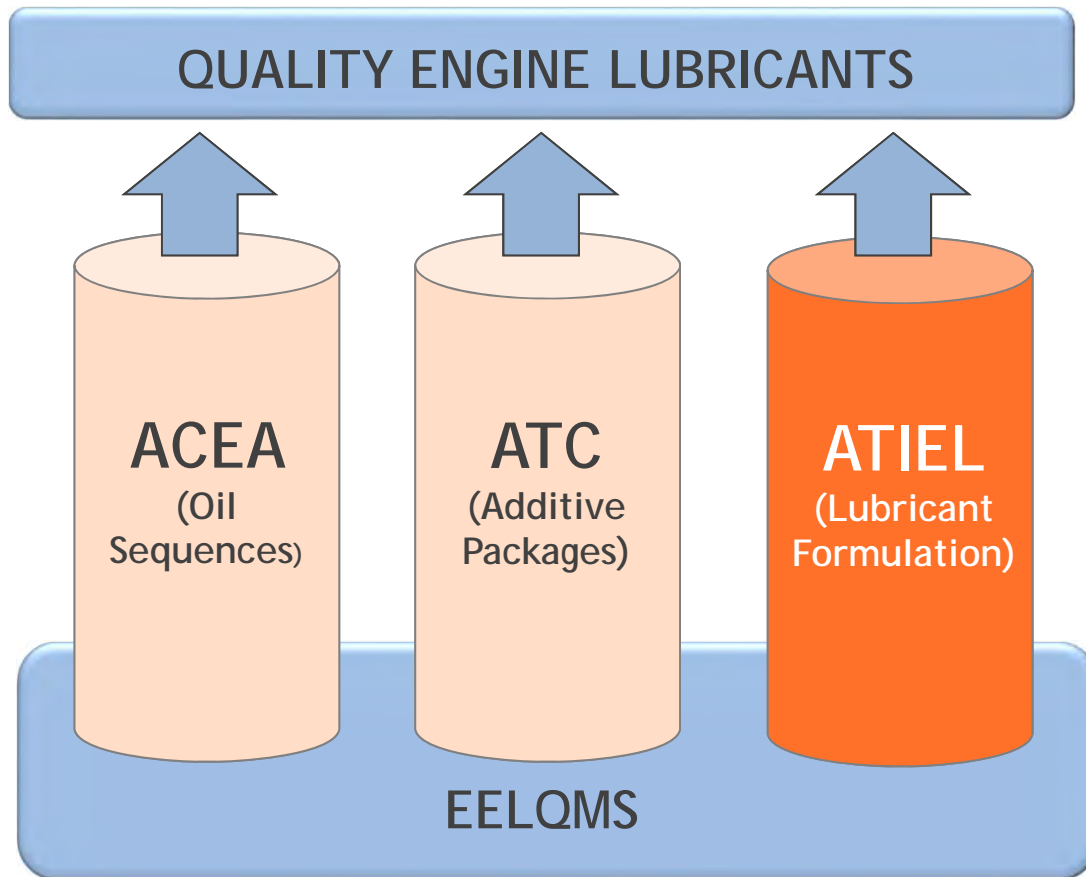 QUALITY ENGINE LUBRICANTS
ACEA
(Oil
Sequences)
ATC
(Additive
Packages)
ATIEL
(Lubricant
Formulation)
EELQMS